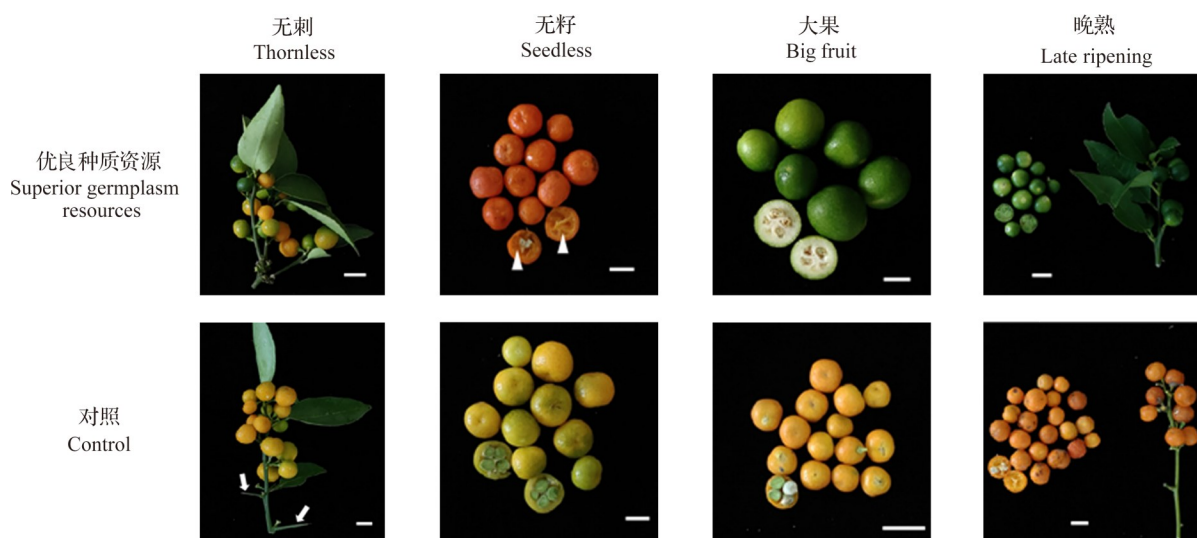 无刺
Thornless
无籽
Seedless
大果
Big fruit
晚熟
Late ripening
优良种质资源
Superior germplasm
resources
对照
Control